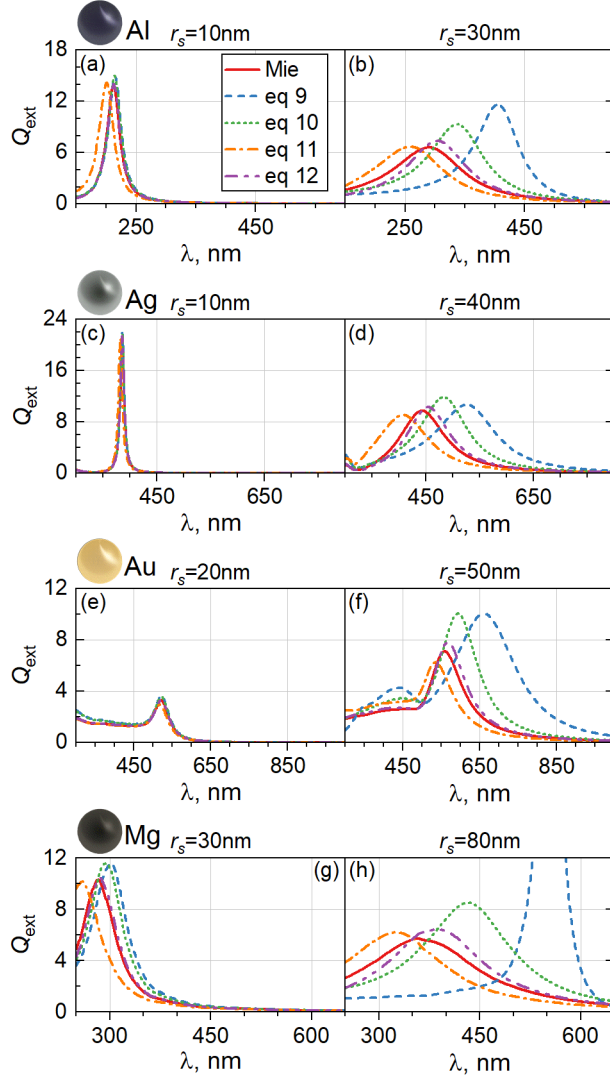 Al r_s=10nm r_s=30nm
(a) (b)
Mie
eq 9
eq 10
eq 11
eq 12
Q_ext
18
12
6
0
250 450 250 450
λ, nm λ, nm
Ag r_s=10nm r_s=40nm
(c) (d)
Q_ext
24
16
8
0
450 650 450 650
λ, nm λ, nm
Au r_s=20nm r_s=50nm
(e) (f)
Q_ext
12
8
4
0
450 650 850 450 650 850
λ, nm λ, nm
Mg r_s=30nm r_s=80nm
(g) (h)
Q_ext
12
8
4
0
300 450 600 300 450 600
λ, nm λ, nm